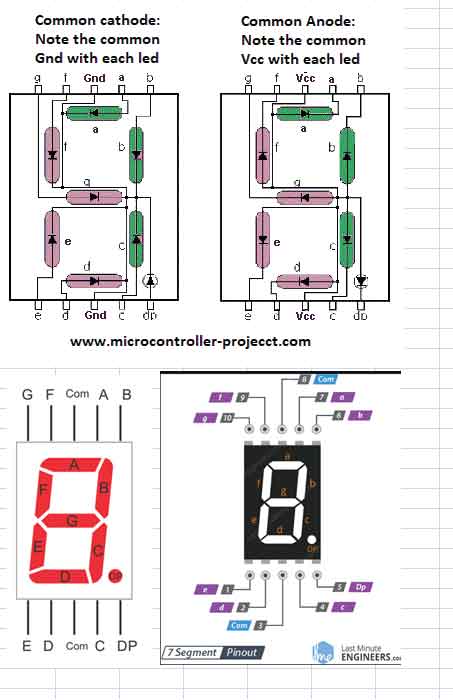 Common cathode:
Note the common
Gnd with each led
g f Gnd a b
a
f
b
g
e
c
d
e d Gnd c dp
Common Anode:
Note the common
Vcc with each led
g f Vcc a b
a
f
b
g
e
c
d
e d Vcc c dp
www.microcontroller-projecct.com
G F Com A B
A
F
B
G
E
C
D
DP
E D Com C DP
8 Com
f 9
7 a
g 10
6 b
a
f
b
g
e
c
d
DP
e 1
5 Dp
d 2
4 c
Com 3
7 Segment Pinout
Last Minute
ENGINEERS.com